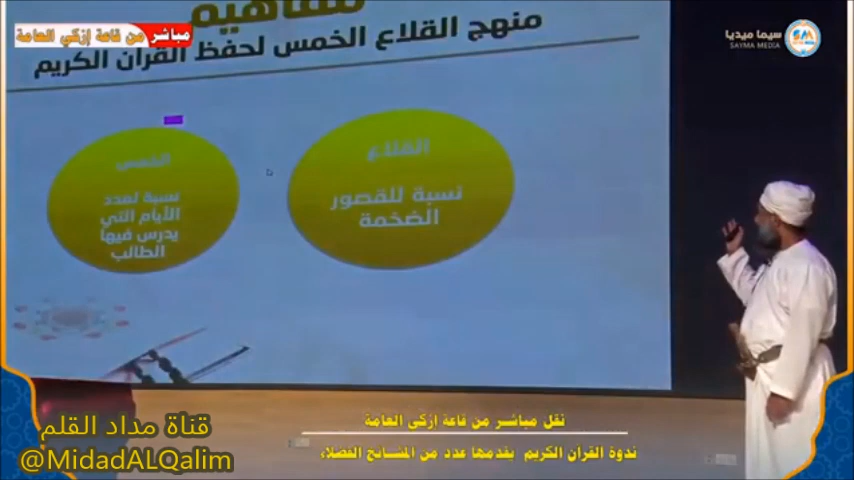 مباشر من قاعة إزكي العامة
سيما ميديا
SAYMA MEDIA
مفاهيم
منهج القلاع الخمس لحفظ القرآن الكريم
القلاع
نسبة للقصور
الضخمة
الخمس
نسبة لعدد
الأيام التي
يدرس فيها
الطالب
نقل مباشر من قاعة إزكي العامة
ندوة القرآن الكريم يقدمها عدد من المشايخ الفضلاء
قناة مداد القلم
@MidadALQalim